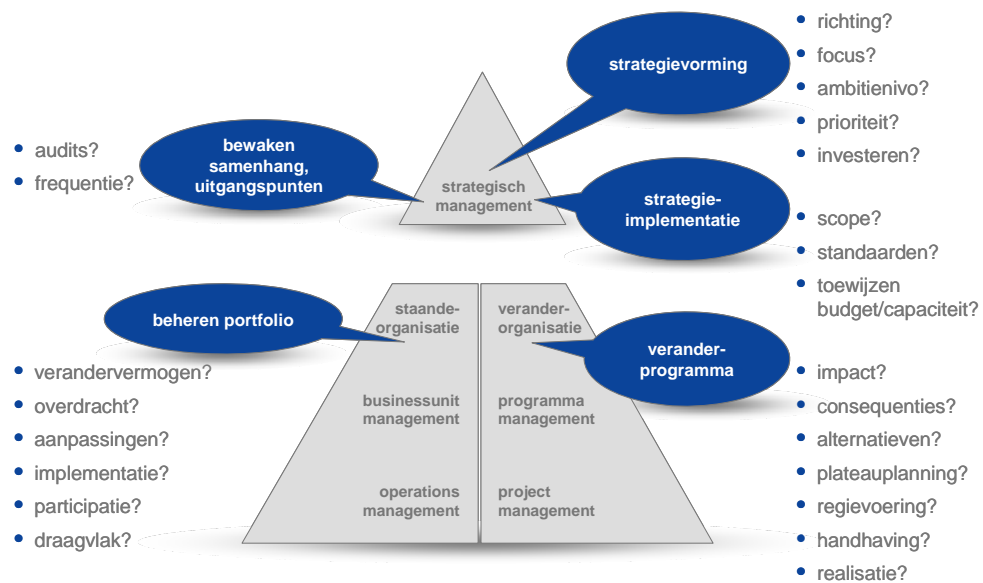 strategievorming
• richting?
• focus?
• ambitienivo?
• prioriteit?
• investeren?
bewaken
samenhang,
uitgangspunten
• audits?
• frequentie?
strategisch
management
strategie-
implementatie
• scope?
• standaarden?
• toewijzen
budget/capaciteit?
beheren portfolio
staande-
organisatie
verander-
organisatie
verander-
programma
• verandervermogen?
• overdracht?
• aanpassingen?
• implementatie?
• participatie?
• draagvlak?
businessunit
management
programma
management
operations
management
project
management
• impact?
• consequenties?
• alternatieven?
• plateauplanning?
• regievoering?
• handhaving?
• realisatie?